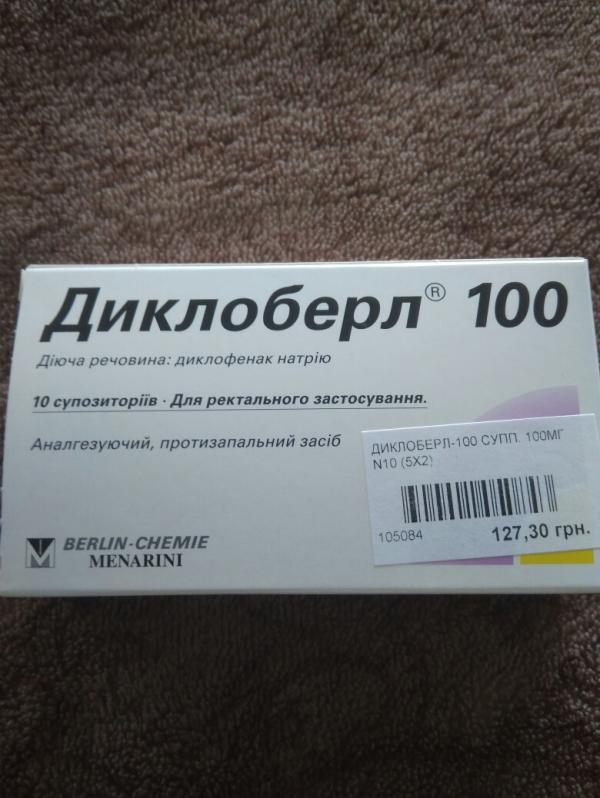 Диклоберл® 100
Діюча речовина: диклофенак натрію
10 супозиторіїв · Для ректального застосування.
Аналгезуючий, протизапальний засіб
BERLIN-CHEMIE
MENARINI
ДИКЛОБЕРЛ-100 СУПП. 100МГ
N10 (5X2)
105084
127,30 грн.